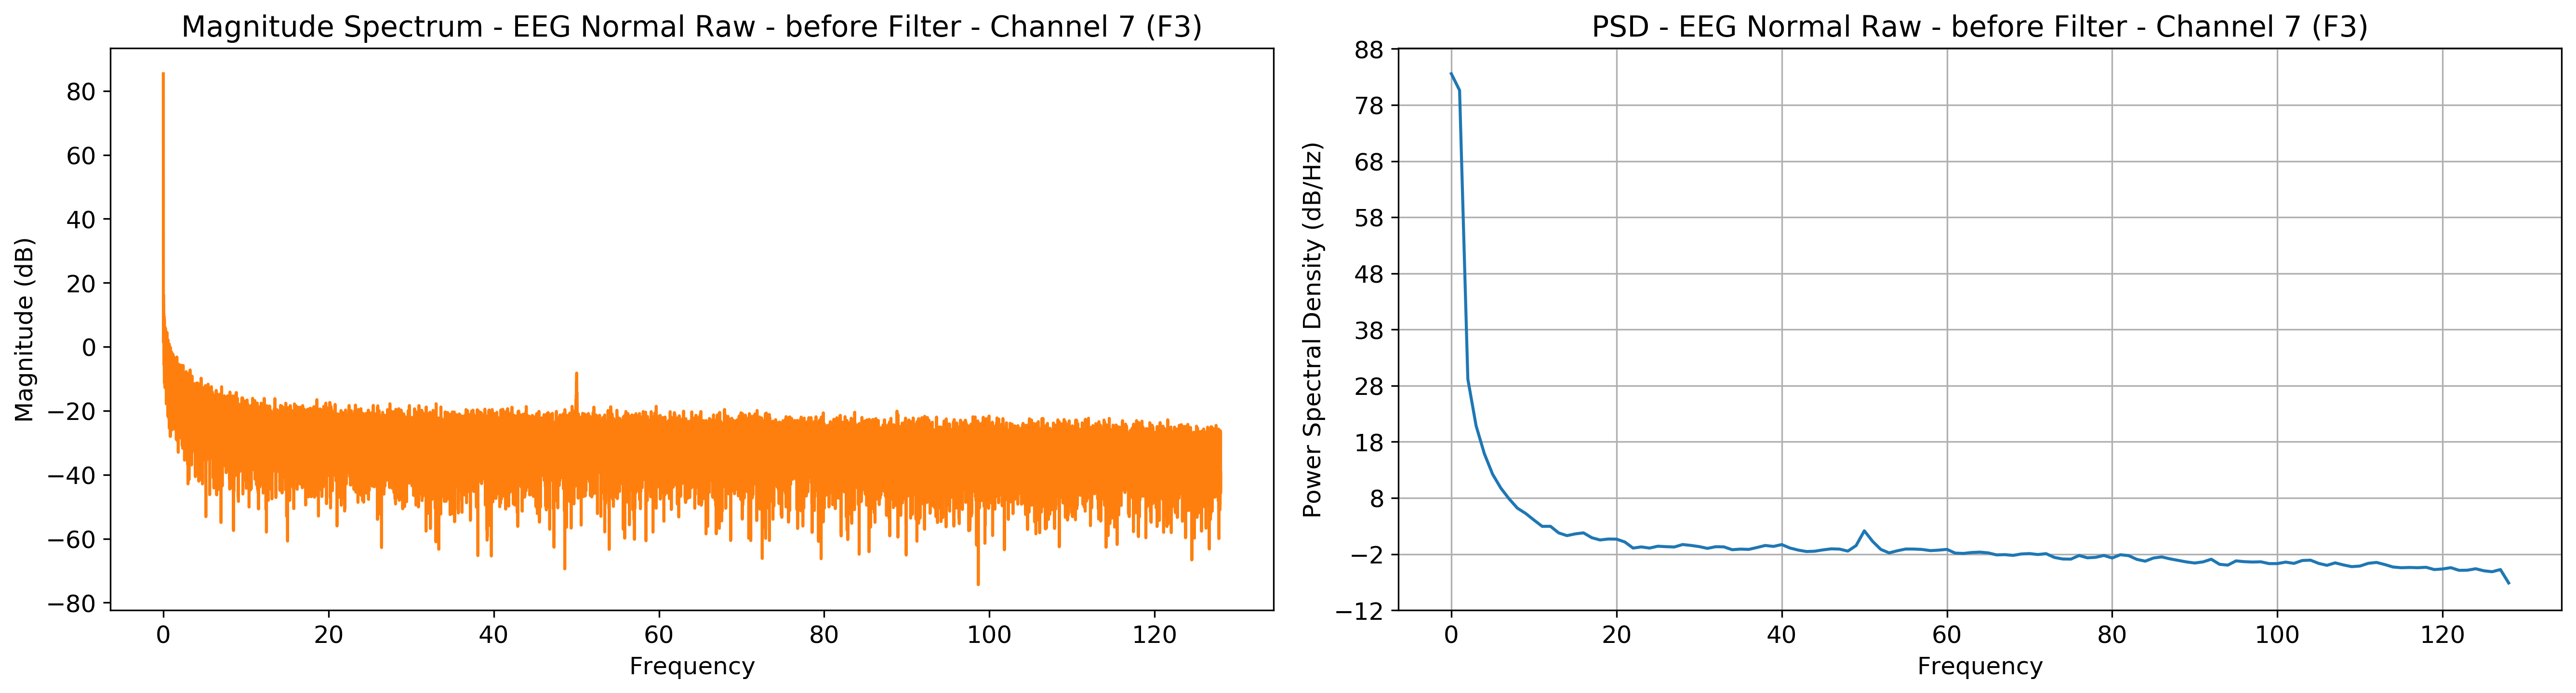 Magnitude Spectrum - EEG Normal Raw - before Filter - Channel 7 (F3)
Magnitude (dB)
80
60
40
20
0
−20
−40
−60
−80
0 20 40 60 80 100 120
Frequency
PSD - EEG Normal Raw - before Filter - Channel 7 (F3)
Power Spectral Density (dB/Hz)
88
78
68
58
48
38
28
18
8
−2
−12
0 20 40 60 80 100 120
Frequency